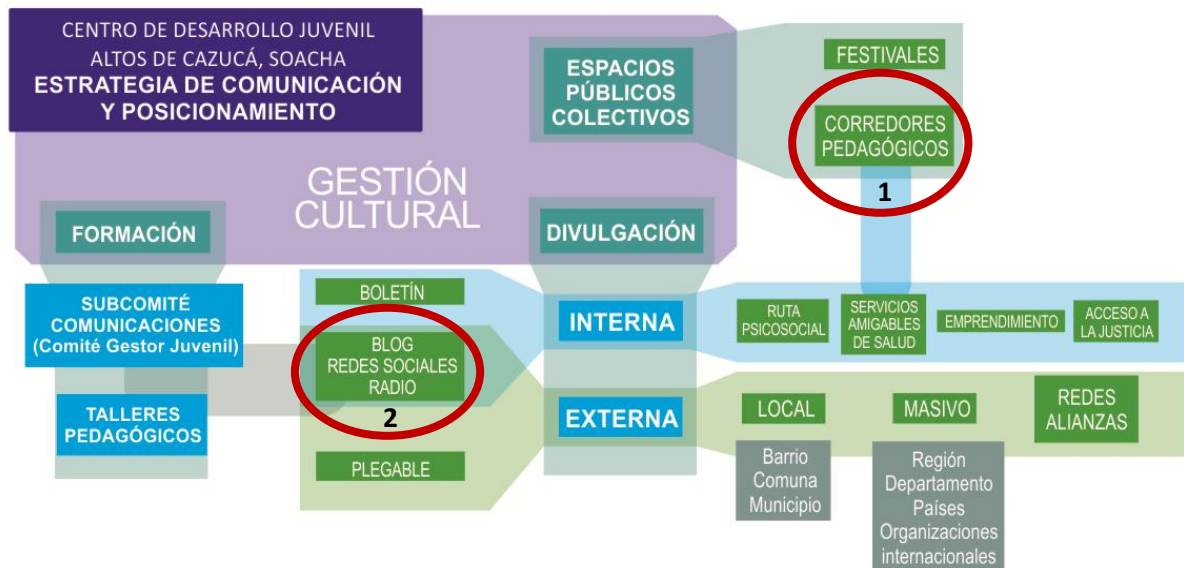 CENTRO DE DESARROLLO JUVENIL
ALTOS DE CAZUCÁ, SOACHA
ESTRATEGIA DE COMUNICACIÓN
Y POSICIONAMIENTO
ESPACIOS
PÚBLICOS
COLECTIVOS
FESTIVALES
CORREDORES
PEDAGÓGICOS
1
GESTIÓN
CULTURAL
FORMACIÓN
DIVULGACIÓN
SUBCOMITÉ
COMUNICACIONES
(Comité Gestor Juvenil)
TALLERES
PEDAGÓGICOS
BOLETÍN
BLOG
REDES SOCIALES
RADIO
2
PLEGABLE
INTERNA
RUTA
PSICOSOCIAL
SERVICIOS
AMIGABLES
DE SALUD
EMPRENDIMIENTO
ACCESO A
LA JUSTICIA
EXTERNA
LOCAL
MASIVO
REDES
ALIANZAS
Barrio
Comuna
Municipio
Región
Departamento
Países
Organizaciones
internacionales